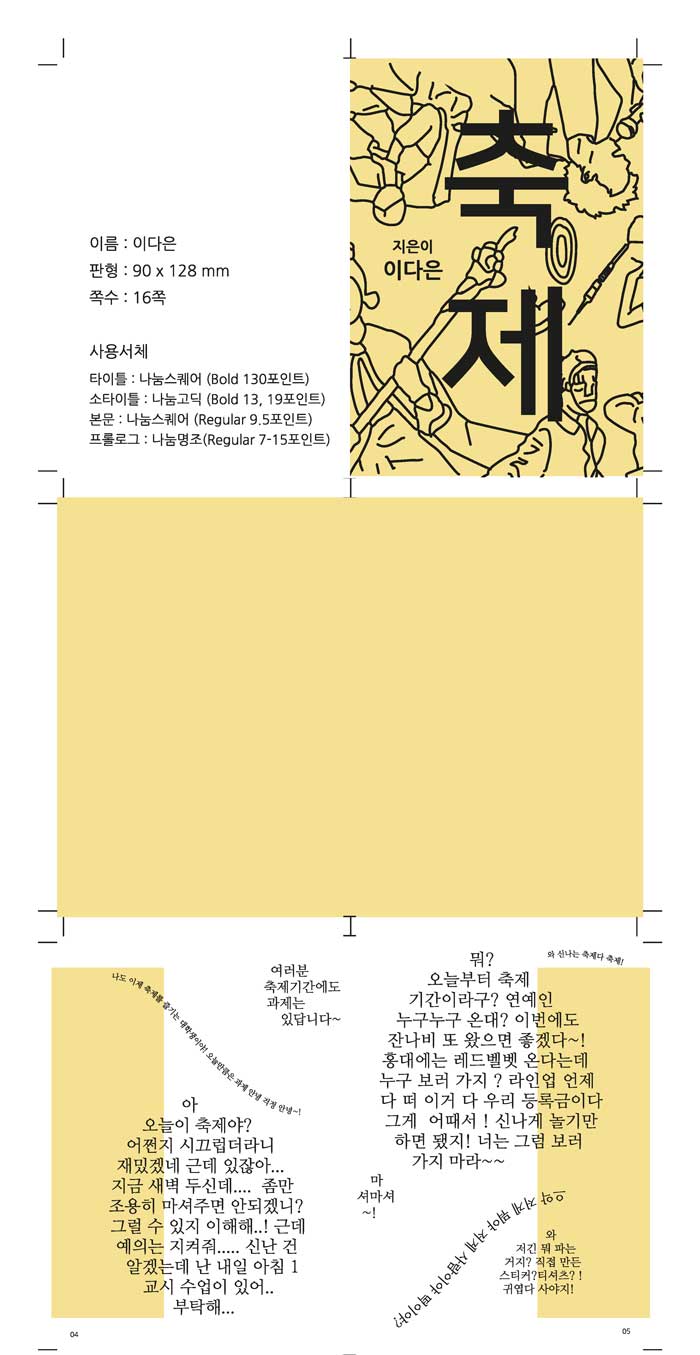 이름 : 이다은
판형 : 90 x 128 mm
쪽수 : 16쪽
사용서체
타이틀 : 나눔스퀘어 (Bold 130포인트)
소타이틀 : 나눔고딕 (Bold 13, 19포인트)
본문 : 나눔스퀘어 (Regular 9.5포인트)
프롤로그 : 나눔명조(Regular 7-15포인트)
축
제
지은이
이다은
나도 이제 축제를 즐기는 대학생이야! 오늘만큼은 과제 안녕 걱정 안녕~!
여러분
축제기간에도
과제는
있답니다~
아
오늘이 축제야?
어쩐지 시끄럽더라니
재밌겠네 근데 있잖아...
지금 새벽 두신데.... 좀만
조용히 마셔주면 안되겠니?
그럴 수 있지 이해해..! 근데
예의는 지켜줘..... 신난 건
알겠는데 난 내일 아침 1
교시 수업이 있어..
부탁해...
04
뭐?
오늘부터 축제
기간이라구? 연예인
누구누구 온대? 이번에도
잔나비 또 왔으면 좋겠다~!
홍대에는 레드벨벳 온다는데
누구 보러 가지 ? 라인업 언제
다 떠 이거 다 우리 등록금이다
그게 어때서 ! 신나게 놀기만
하면 됐지! 너는 그럼 보러
가지 마라~~
와 신나는 축제다 축제!
마
셔마셔
~!
으악 저게 뭐야 저게 사람이야 떡이야?
와
저긴 뭐 파는
거지? 직접 만든
스티커?티셔츠? !
귀엽다 사야지!
05